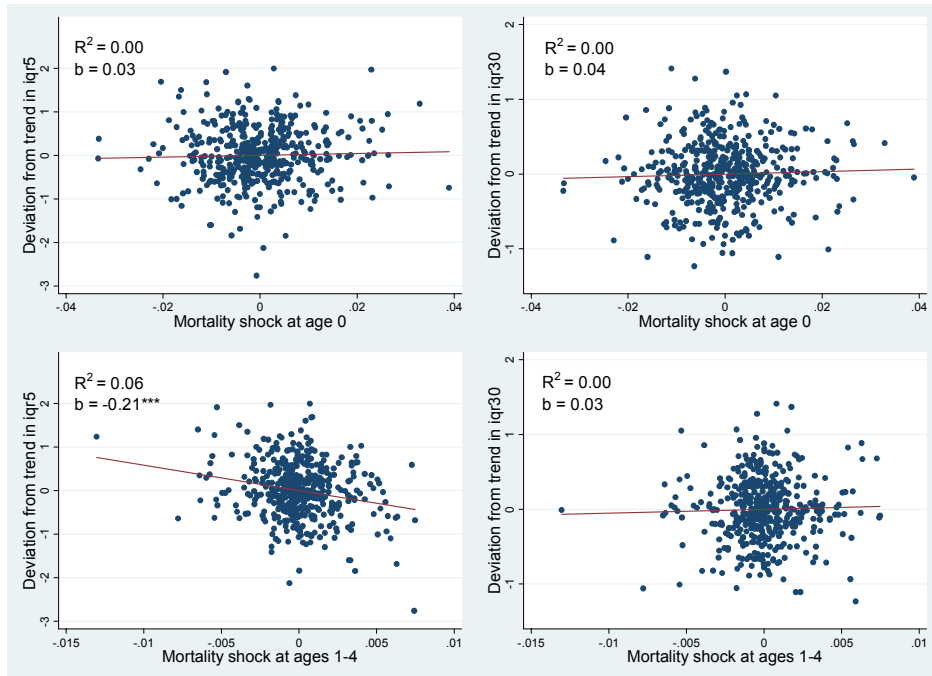 R² = 0.00
b = 0.03
Deviation from trend in iqr5
-3 -2 -1 0 1 2
-.04 -.02 0 .02 .04
Mortality shock at age 0
R² = 0.00
b = 0.04
Deviation from trend in iqr30
-1 0 1 2
-.04 -.02 0 .02 .04
Mortality shock at age 0
R² = 0.06
b = -0.21***
Deviation from trend in iqr5
-3 -2 -1 0 1 2
-.015 -.01 -.005 0 .005 .01
Mortality shock at ages 1-4
R² = 0.00
b = 0.03
Deviation from trend in iqr30
-1 0 1 2
-.015 -.01 -.005 0 .005 .01
Mortality shock at ages 1-4